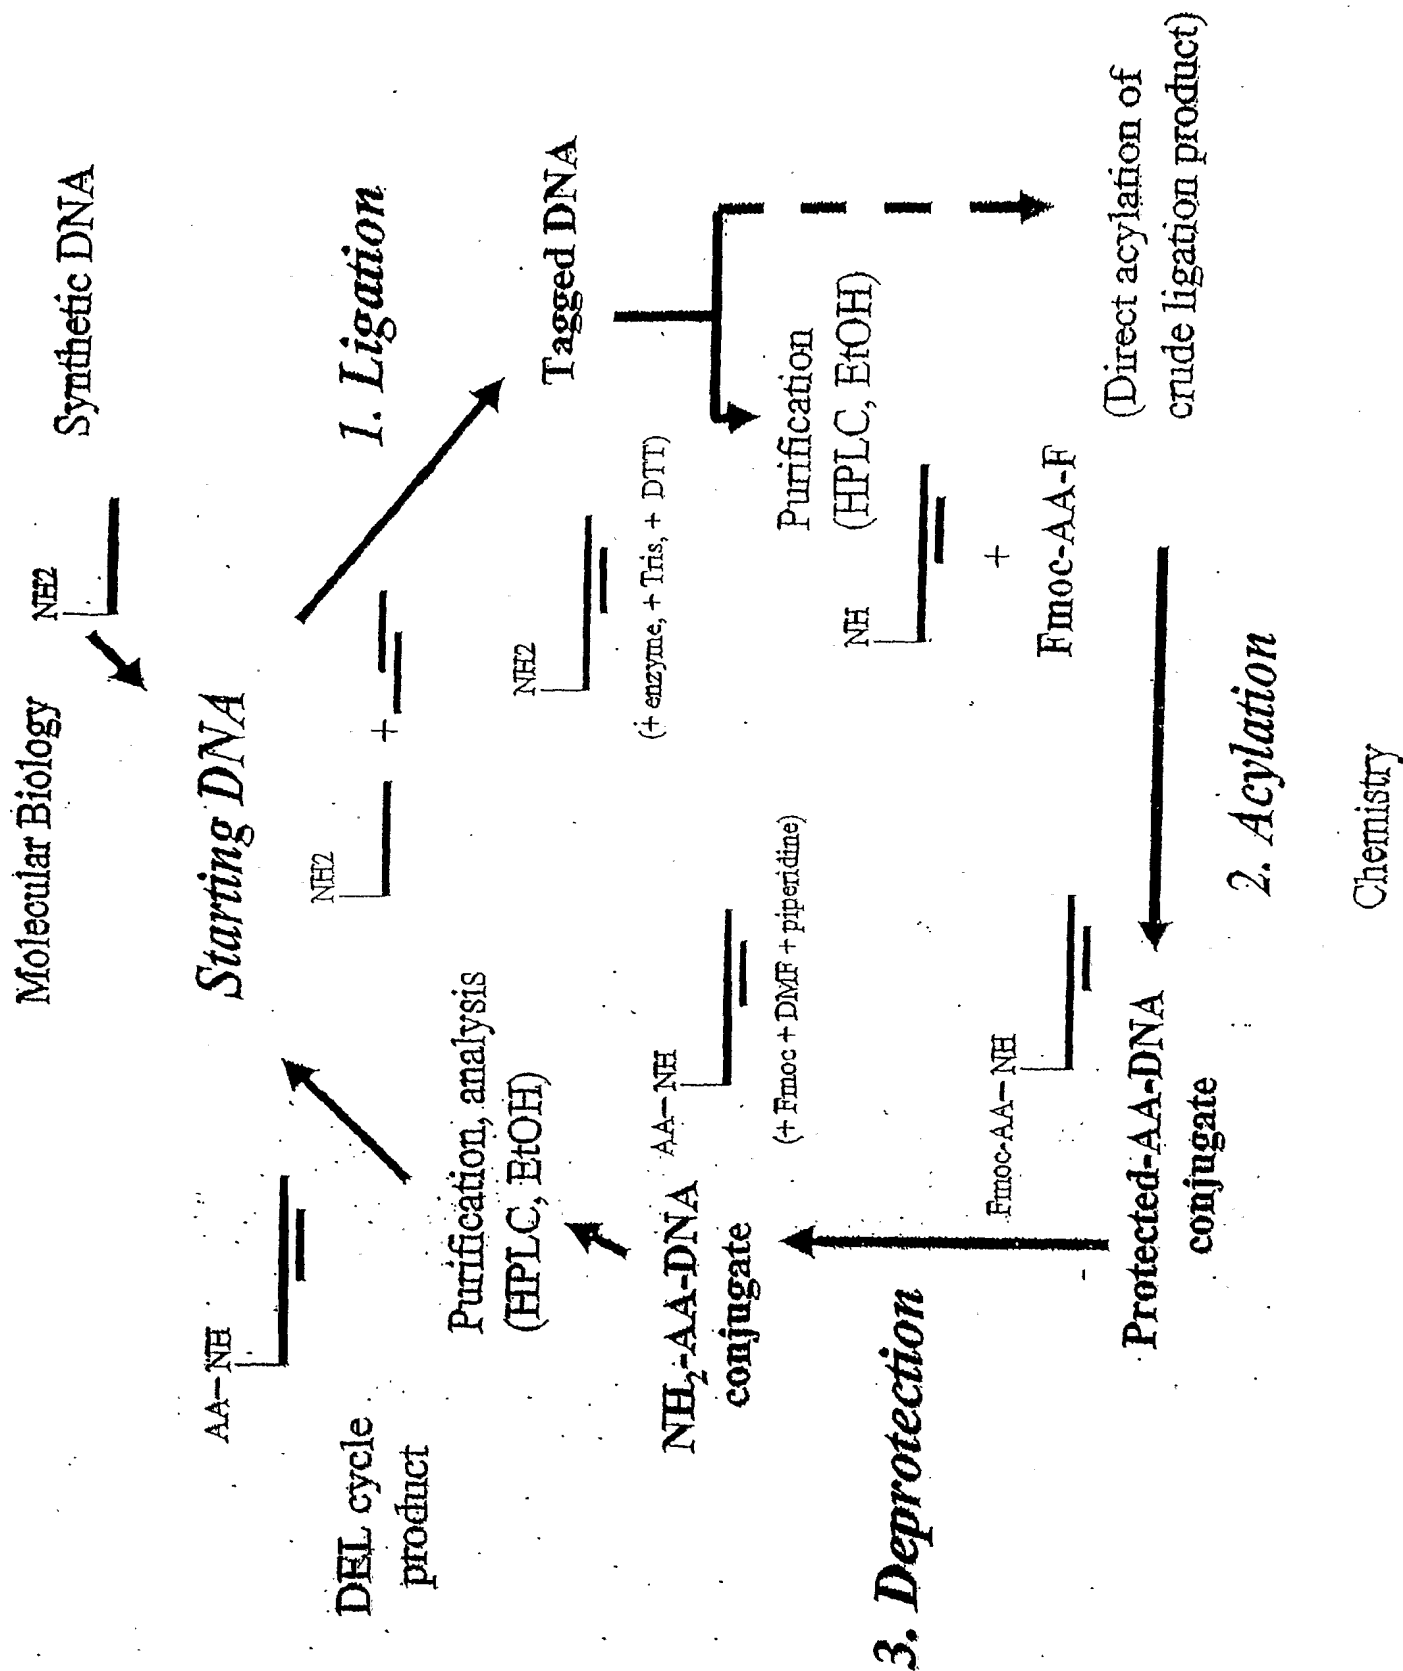 Molecular Biology
NH2
Synthetic DNA
Starting DNA
NH2
+
1. Ligation
Tagged DNA
NH2
(+ enzyme, + Tris, + DTT)
Purification
(HPLC, EtOH)
NH
+
Fmoc-AA-F
(Direct acylation of
crude ligation product)
2. Acylation
Chemistry
Fmoc-AA–NH
Protected-AA-DNA
conjugate
3. Deprotection
AA–NH
(+ Fmoc + DMF + piperidine)
NH2-AA-DNA
conjugate
Purification, analysis
(HPLC, EtOH)
AA–NH
DEL cycle
product